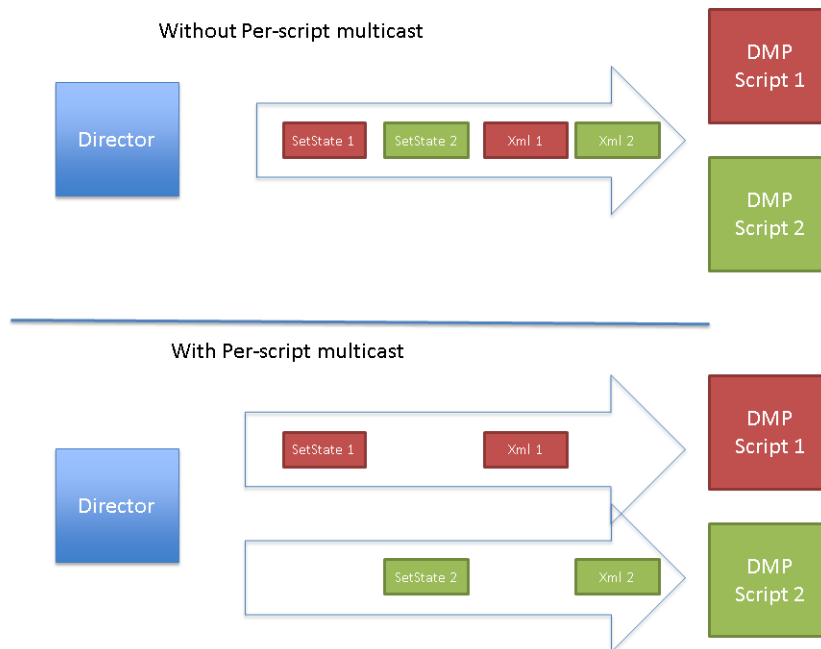 Without Per-script multicast
DMP
Script 1
Director
SetState 1
SetState 2
Xml 1
Xml 2
DMP
Script 2
With Per-script multicast
DMP
Script 1
SetState 1
Xml 1
Director
DMP
Script 2
SetState 2
Xml 2